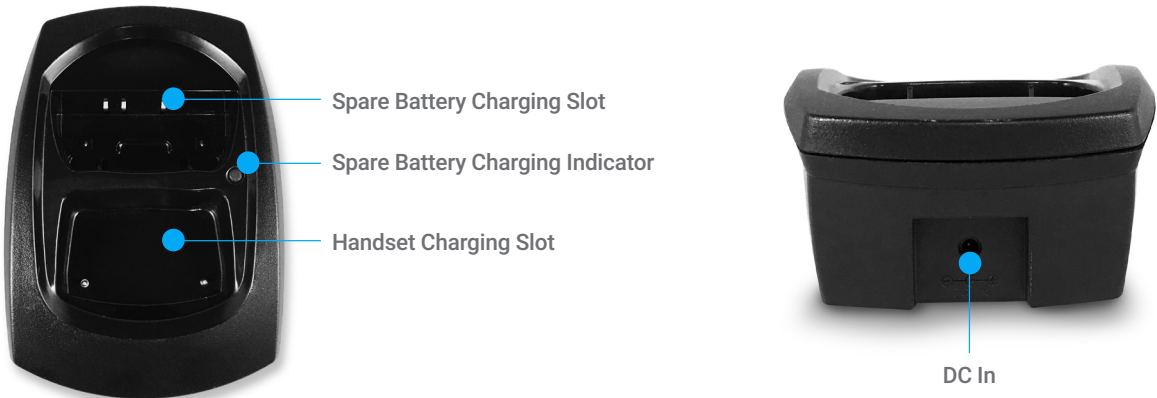 Spare Battery Charging Slot
Spare Battery Charging Indicator
Handset Charging Slot
DC In